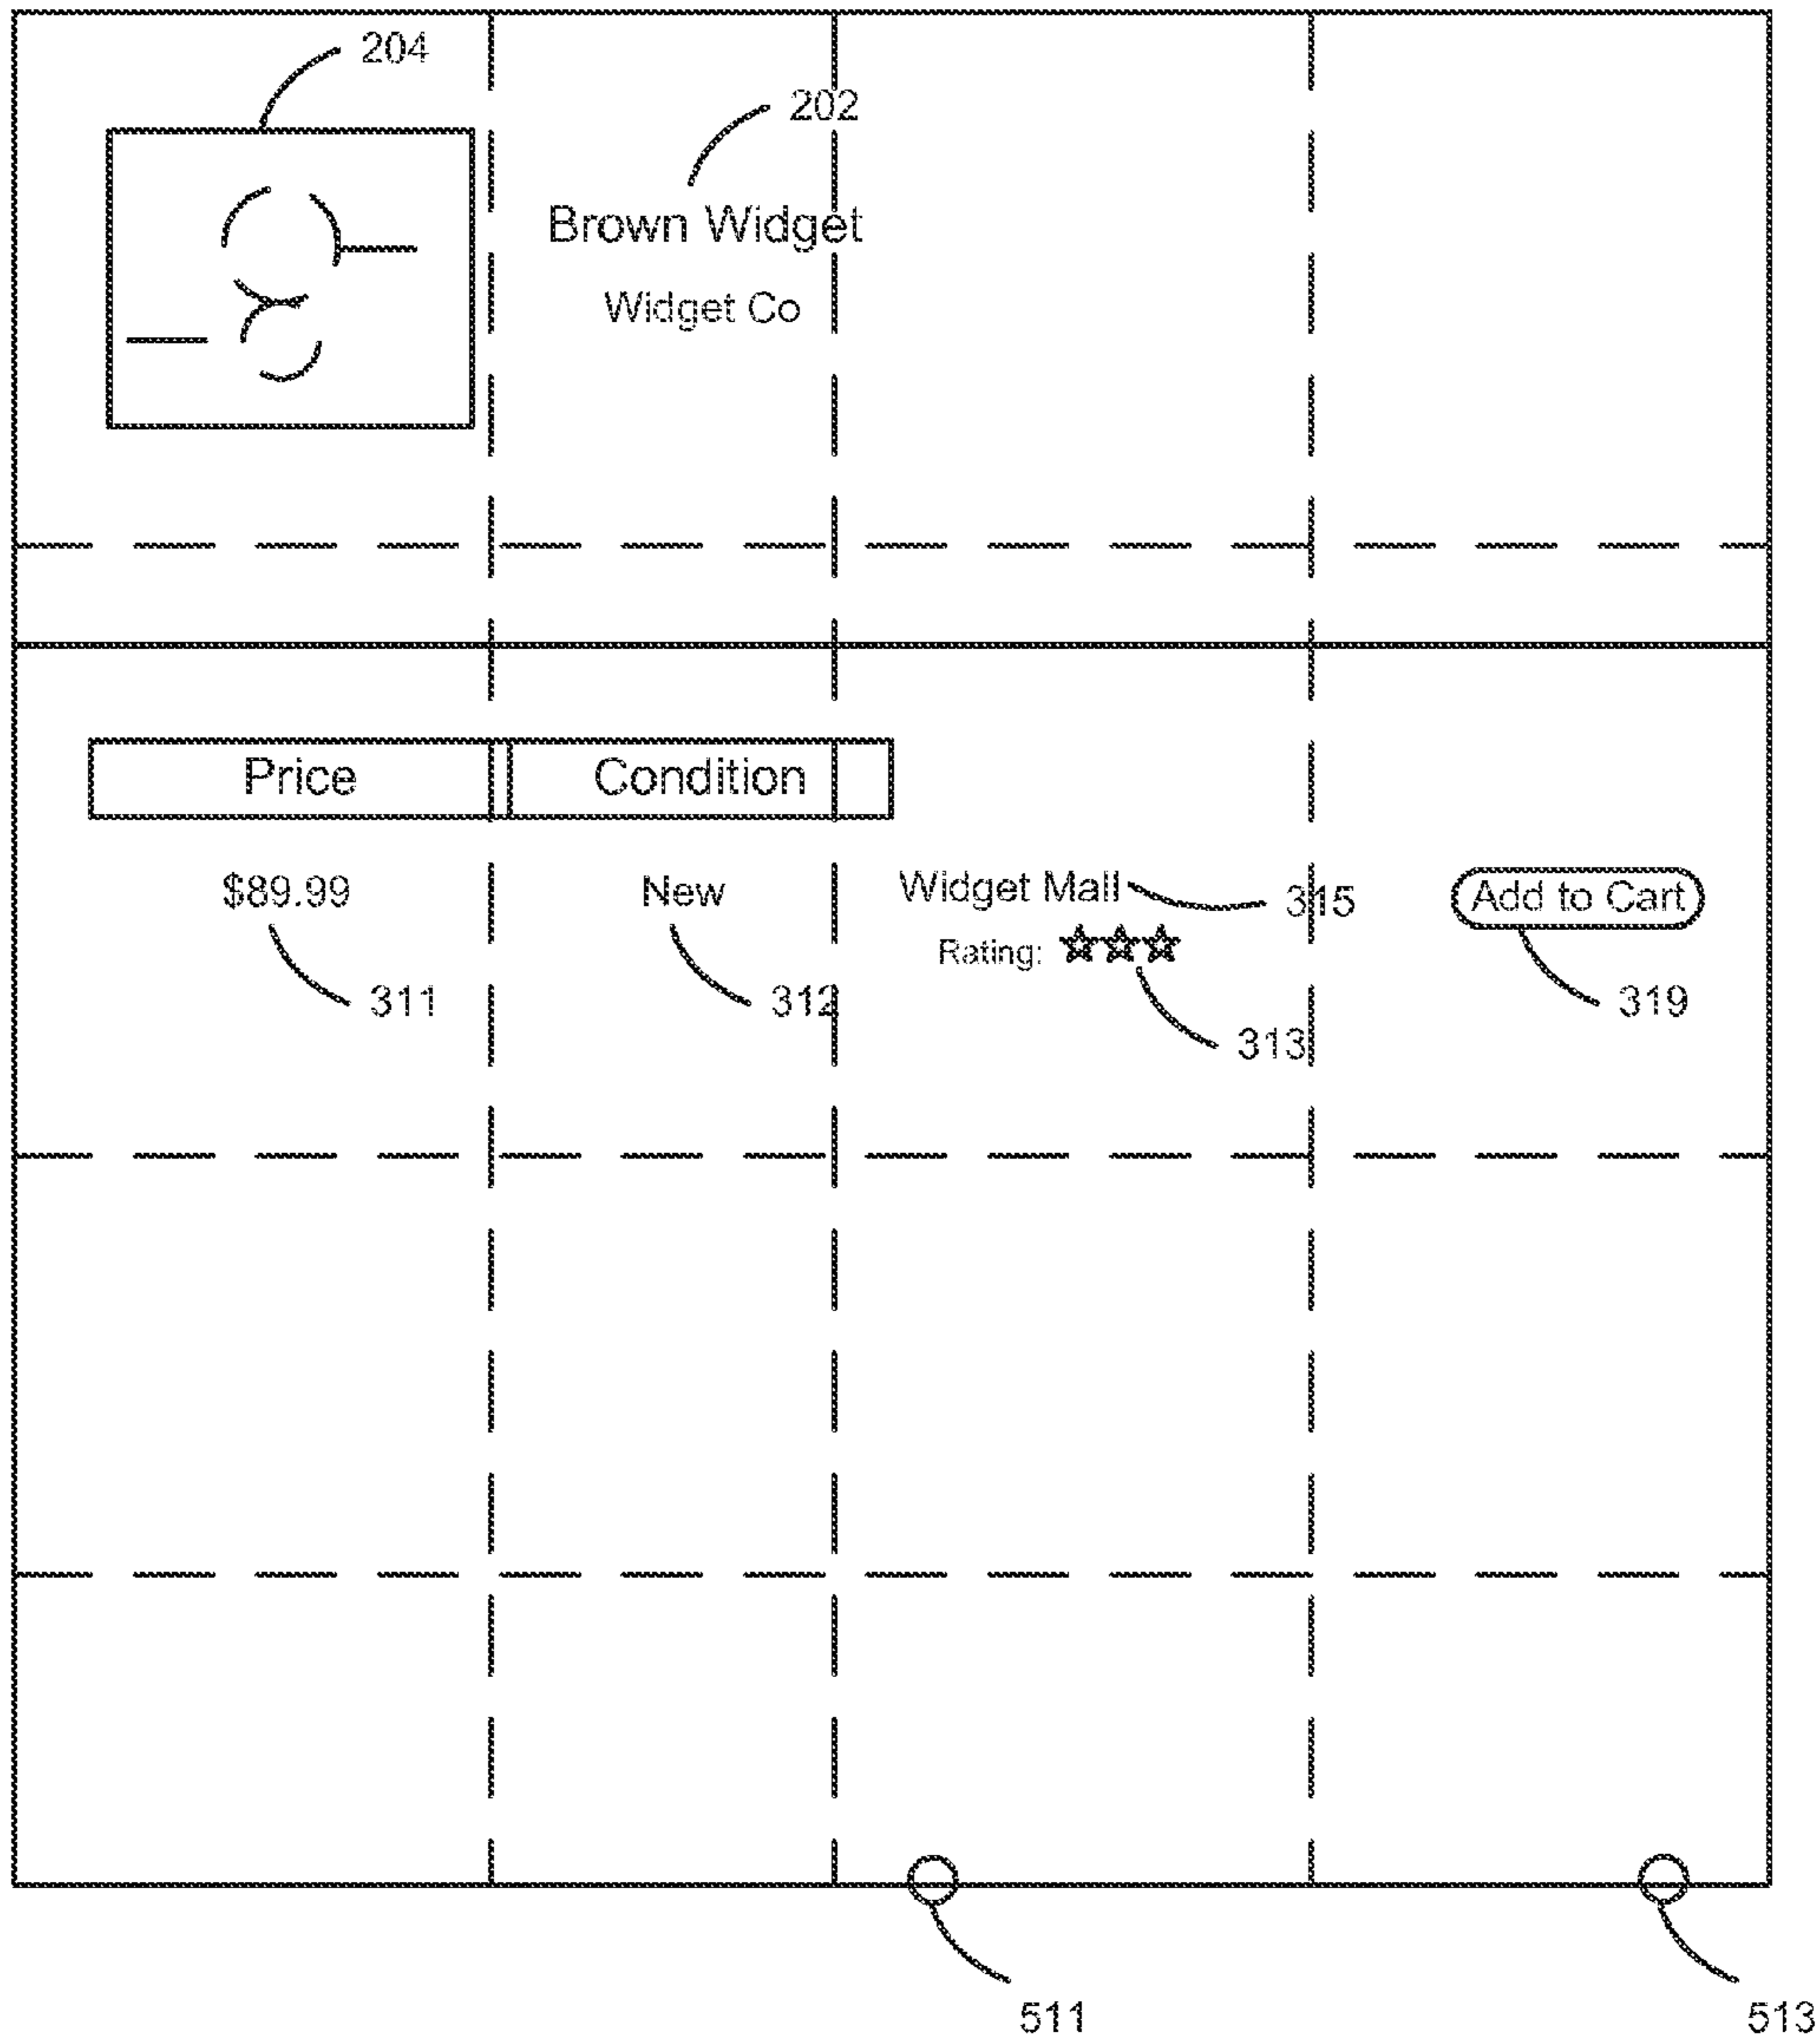 204
202
Brown Widget
Widget Co
Price Condition
$89.99 New Widget Mall 315 Add to Cart
Rating:
311 312 319
313
511 513